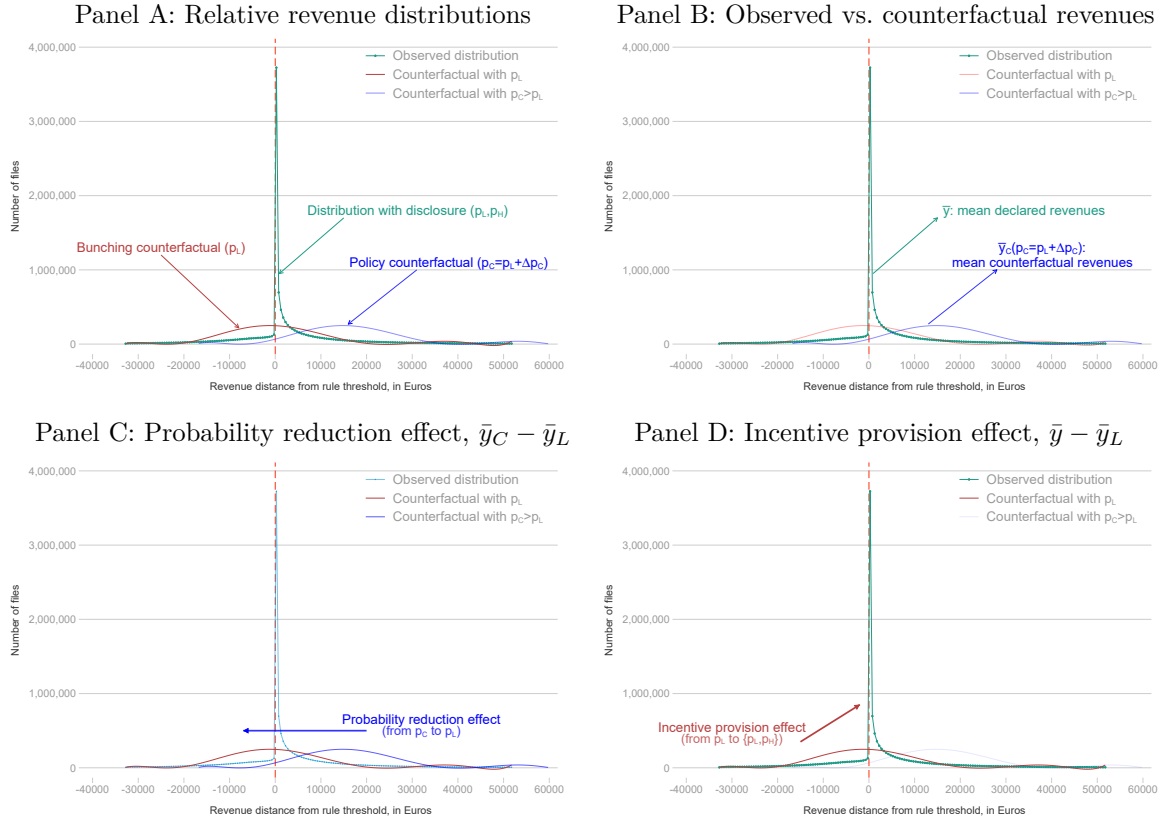 Panel A: Relative revenue distributions
4,000,000
3,000,000
2,000,000
1,000,000
0
Number of files
Observed distribution
Counterfactual with pL
Counterfactual with pC>pL
Distribution with disclosure (pL,pH)
Bunching counterfactual (pL)
Policy counterfactual (pC=pL+ΔpC)
-40000 -30000 -20000 -10000 0 10000 20000 30000 40000 50000 60000
Revenue distance from rule threshold, in Euros
Panel B: Observed vs. counterfactual revenues
4,000,000
3,000,000
2,000,000
1,000,000
0
Number of files
Observed distribution
Counterfactual with pL
Counterfactual with pC>pL
ȳ: mean declared revenues
ȳC(pC=pL+ΔpC):
mean counterfactual revenues
-40000 -30000 -20000 -10000 0 10000 20000 30000 40000 50000 60000
Revenue distance from rule threshold, in Euros
Panel C: Probability reduction effect, ȳC − ȳL
4,000,000
3,000,000
2,000,000
1,000,000
0
Number of files
Observed distribution
Counterfactual with pL
Counterfactual with pC>pL
Probability reduction effect
(from pC to pL)
-40000 -30000 -20000 -10000 0 10000 20000 30000 40000 50000 60000
Revenue distance from rule threshold, in Euros
Panel D: Incentive provision effect, ȳ − ȳL
4,000,000
3,000,000
2,000,000
1,000,000
0
Number of files
Observed distribution
Counterfactual with pL
Counterfactual with pC>pL
Incentive provision effect
(from pL to {pL,pH})
-40000 -30000 -20000 -10000 0 10000 20000 30000 40000 50000 60000
Revenue distance from rule threshold, in Euros